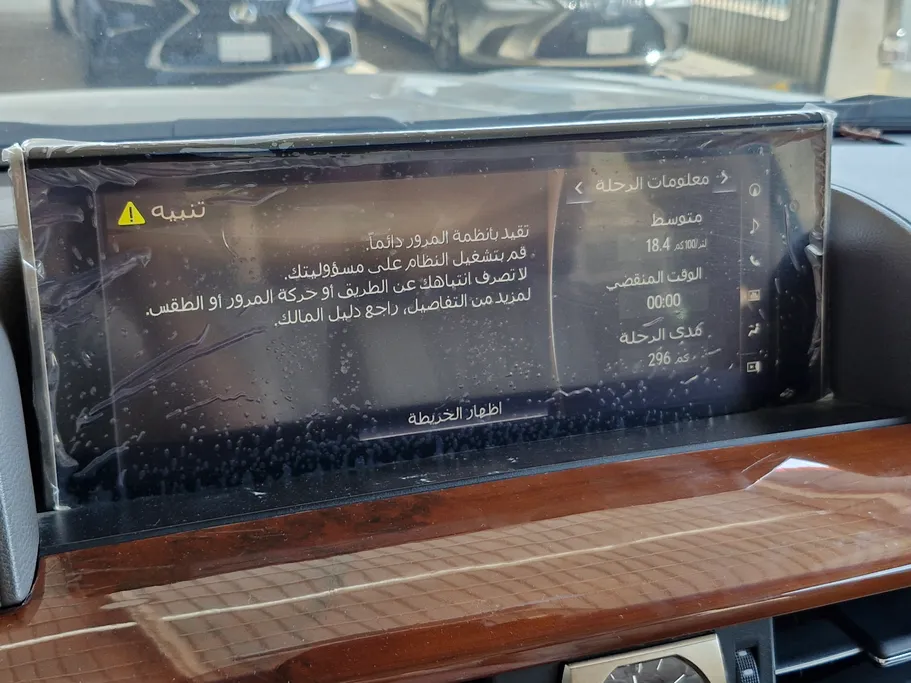 تنبيه
تقيد بانظمة المرور دائماً.
قم بتشغيل النظام على مسؤوليتك.
لا تصرف انتباهك عن الطريق أو حركة المرور أو الطقس.
لمزيد من التفاصيل، راجع دليل المالك.
اظهار الخريطة
معلومات الرحلة
متوسط
18.4 لتر/100كم
الوقت المنقضي
00:00
مدى الرحلة
296 كم